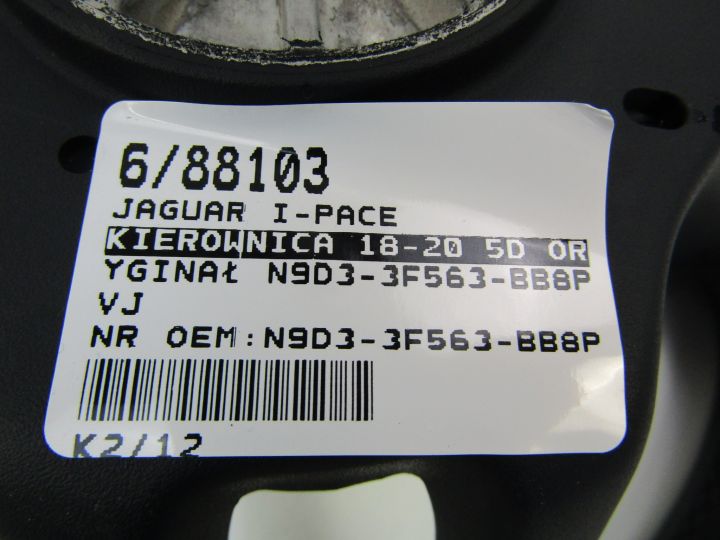 6/88103
JAGUAR I-PACE
KIEROWNICA 18-20 5D OR
YGINAŁ N9D3-3F563-BB8P
VJ
NR OEM:N9D3-3F563-BB8P
K2/12